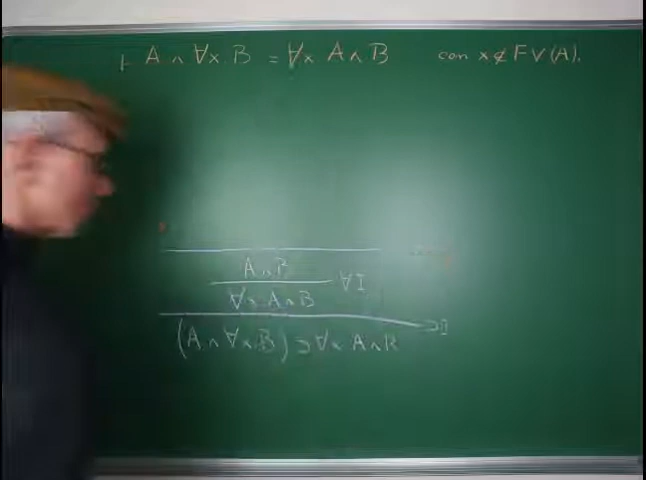 ⊢ A ∧ ∀x B = ∀x A ∧ B con x ∉ FV(A).
A ∧ B
∀I
∀x A ∧ B
⊃I
(A ∧ ∀x B) ⊃ ∀x A ∧ B